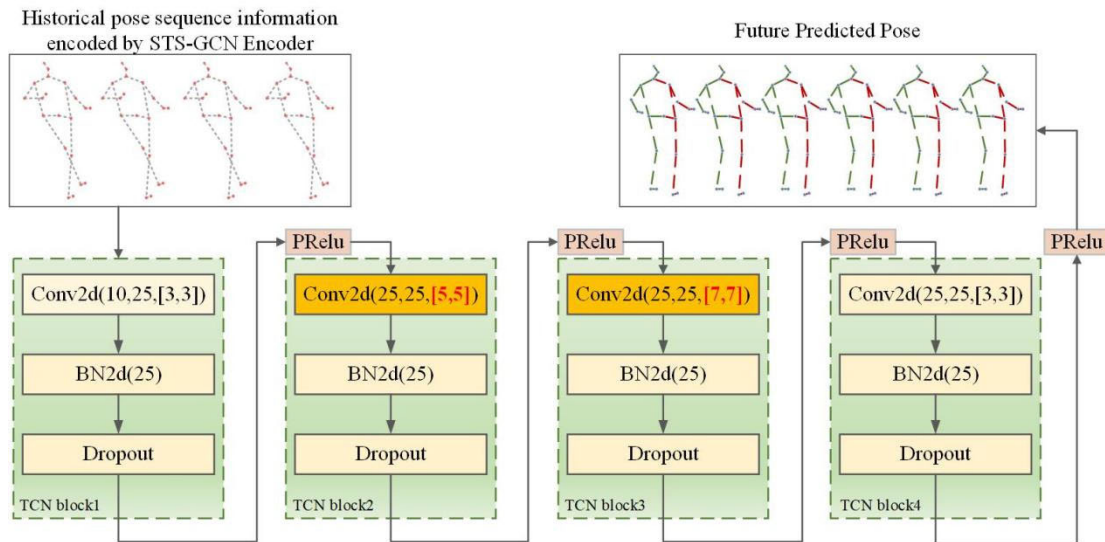 Historical pose sequence information
encoded by STS-GCN Encoder
Future Predicted Pose
PRelu
PRelu
PRelu
PRelu
Conv2d(10,25,[3,3])
BN2d(25)
Dropout
TCN block1
Conv2d(25,25,[5,5])
BN2d(25)
Dropout
TCN block2
Conv2d(25,25,[7,7])
BN2d(25)
Dropout
TCN block3
Conv2d(25,25,[3,3])
BN2d(25)
Dropout
TCN block4